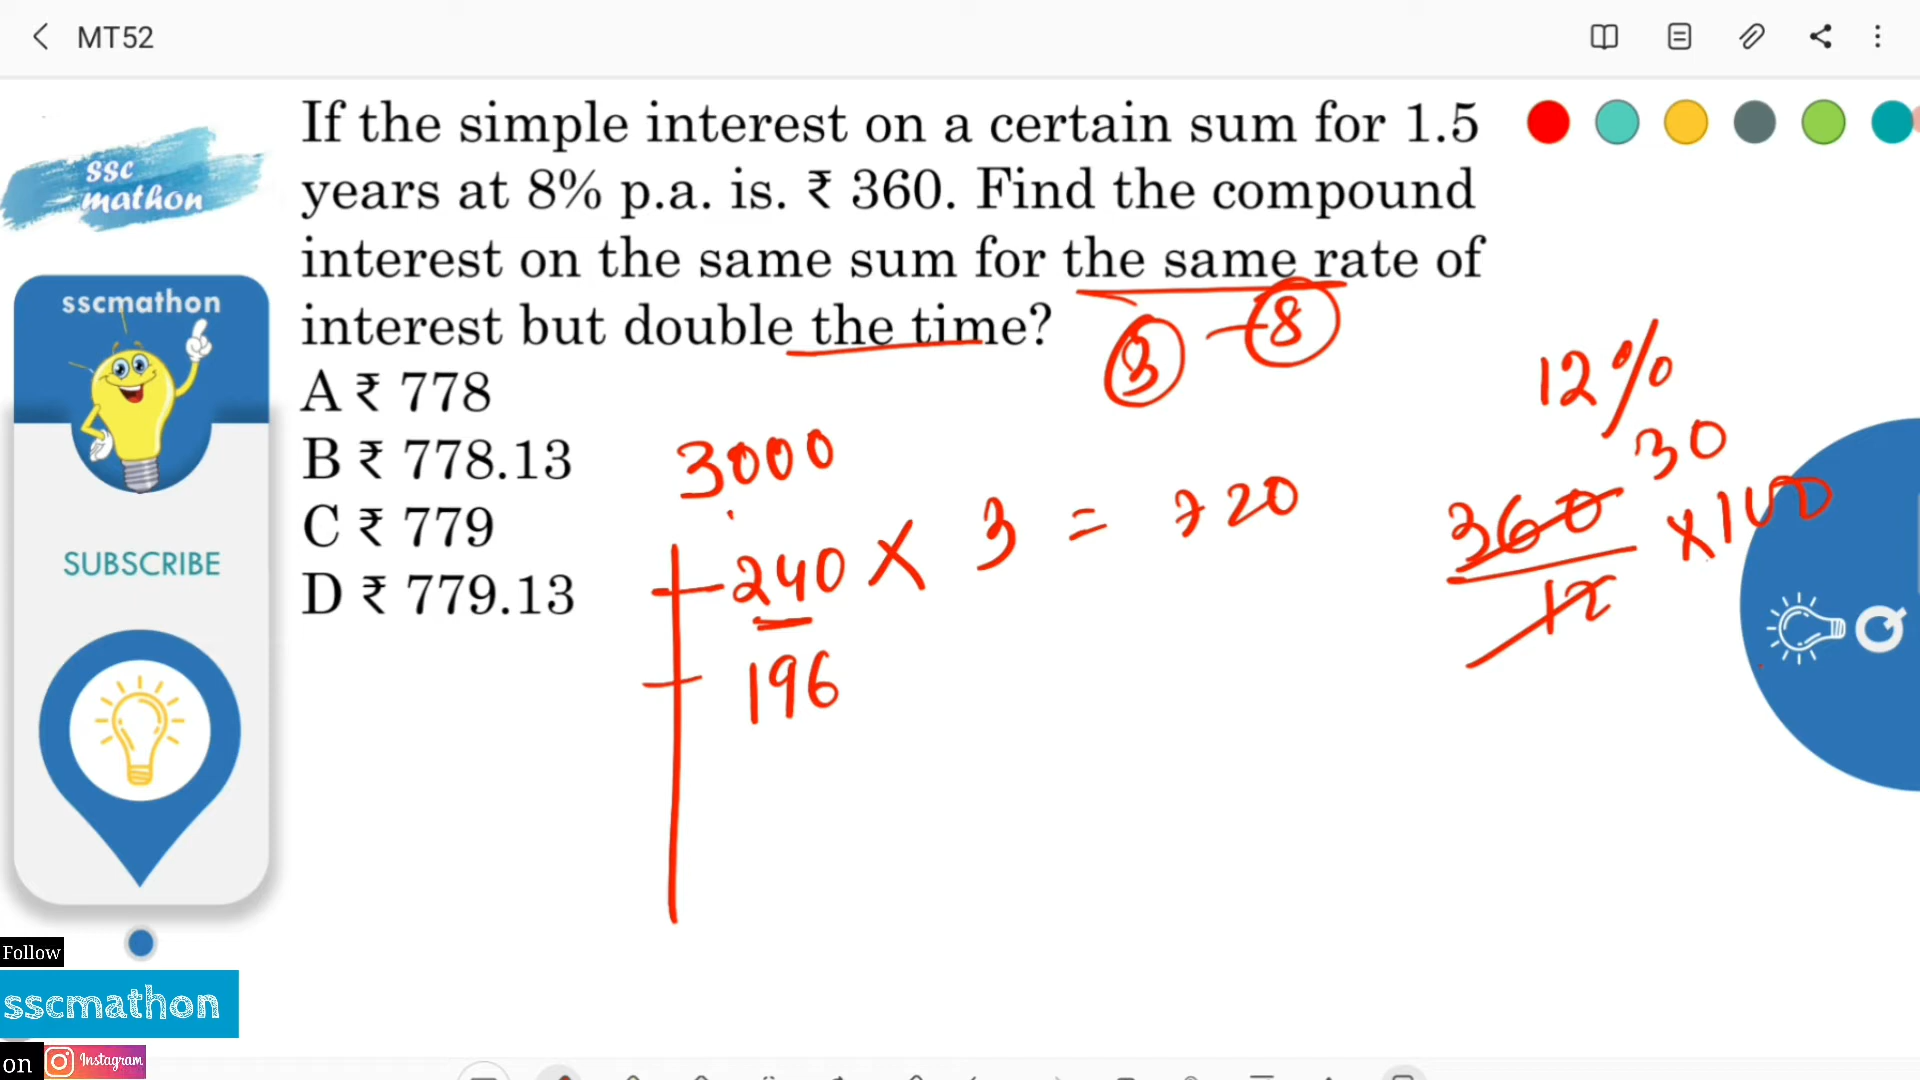 MT52
ssc
mathon
If the simple interest on a certain sum for 1.5
years at 8% p.a. is. ₹ 360. Find the compound
interest on the same sum for the same rate of
interest but double the time?
A ₹ 778
B ₹ 778.13
C ₹ 779
D ₹ 779.13
3 - 8
12%
3000
30
360 × 100
12
240 × 3 = 720
196
sscmathon
SUBSCRIBE
Q
Follow
sscmathon
on Instagram